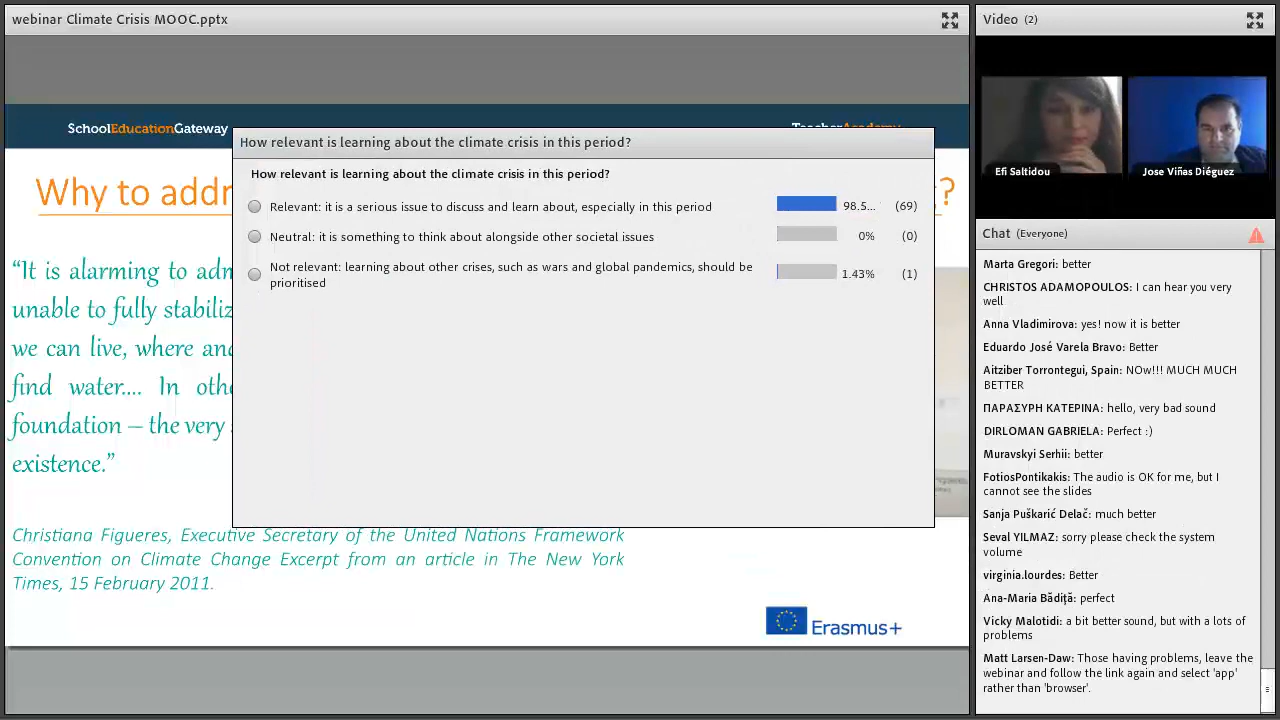 webinar Climate Crisis MOOC.pptx
SchoolEducationGateway
Why to addr
?
“It is alarming to adm
unable to fully stabiliz
we can live, where and
find water.... In othe
foundation – the very
existence.”
Christiana Figueres, Executive Secretary of the United Nations Framework
Convention on Climate Change Excerpt from an article in The New York
Times, 15 February 2011.
Erasmus+
How relevant is learning about the climate crisis in this period?
How relevant is learning about the climate crisis in this period?
Relevant: it is a serious issue to discuss and learn about, especially in this period 98.5... (69)
Neutral: it is something to think about alongside other societal issues 0% (0)
Not relevant: learning about other crises, such as wars and global pandemics, should be
prioritised 1.43% (1)
Video (2)
Efi Saltidou
Jose Viñas Diéguez
Chat (Everyone)
Marta Gregori: better
CHRISTOS ADAMOPOULOS: I can hear you very
well
Anna Vladimirova: yes! now it is better
Eduardo José Varela Bravo: Better
Aitziber Torrontegui, Spain: NOw!!! MUCH MUCH
BETTER
ΠΑΡΑΣΥΡΗ ΚΑΤΕΡΙΝΑ: hello, very bad sound
DIRLOMAN GABRIELA: Perfect :)
Muravskyi Serhii: better
FotiosPontikakis: The audio is OK for me, but I
cannot see the slides
Sanja Puškarić Delač: much better
Seval YILMAZ: sorry please check the system
volume
virginia.lourdes: Better
Ana-Maria Bădiță: perfect
Vicky Malotidi: a bit better sound, but with a lots of
problems
Matt Larsen-Daw: Those having problems, leave the
webinar and follow the link again and select 'app'
rather than 'browser'.